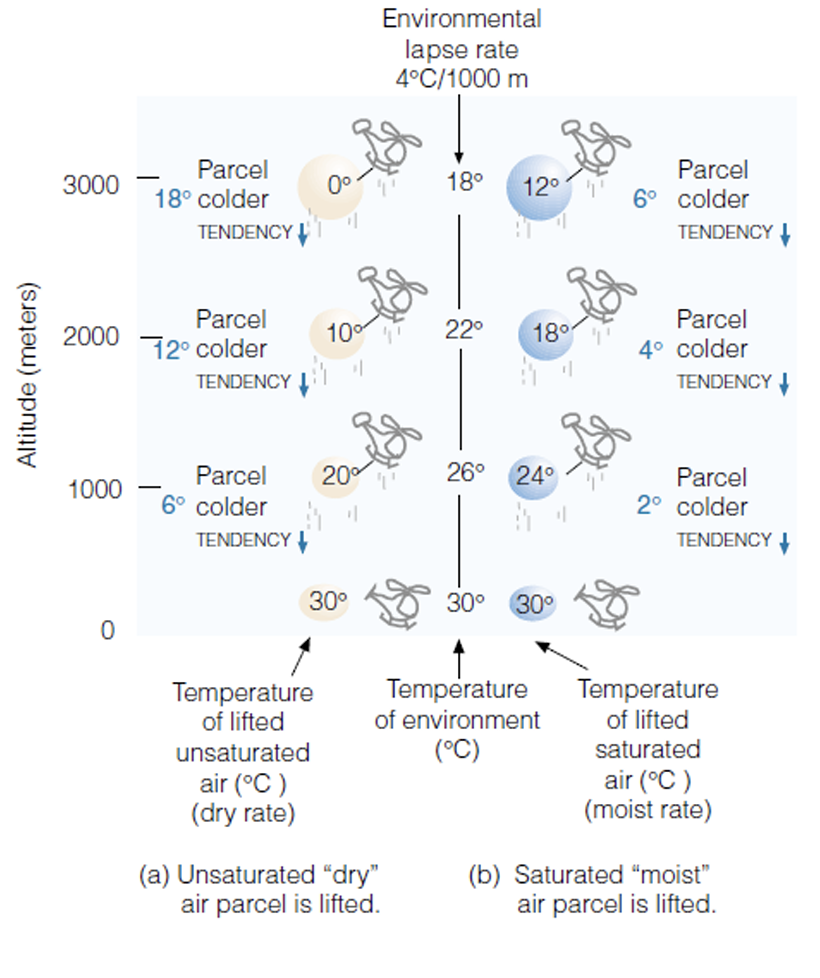 Environmental
lapse rate
4°C/1000 m
Altitude (meters)
3000
18°
Parcel
colder
TENDENCY
0°
18°
12°
6°
Parcel
colder
TENDENCY
2000
12°
Parcel
colder
TENDENCY
10°
22°
18°
4°
Parcel
colder
TENDENCY
1000
6°
Parcel
colder
TENDENCY
20°
26°
24°
2°
Parcel
colder
TENDENCY
0
30°
30°
30°
Temperature
of lifted
unsaturated
air (°C )
(dry rate)
Temperature
of environment
(°C)
Temperature
of lifted
saturated
air (°C )
(moist rate)
(a) Unsaturated “dry”
air parcel is lifted.
(b) Saturated “moist”
air parcel is lifted.